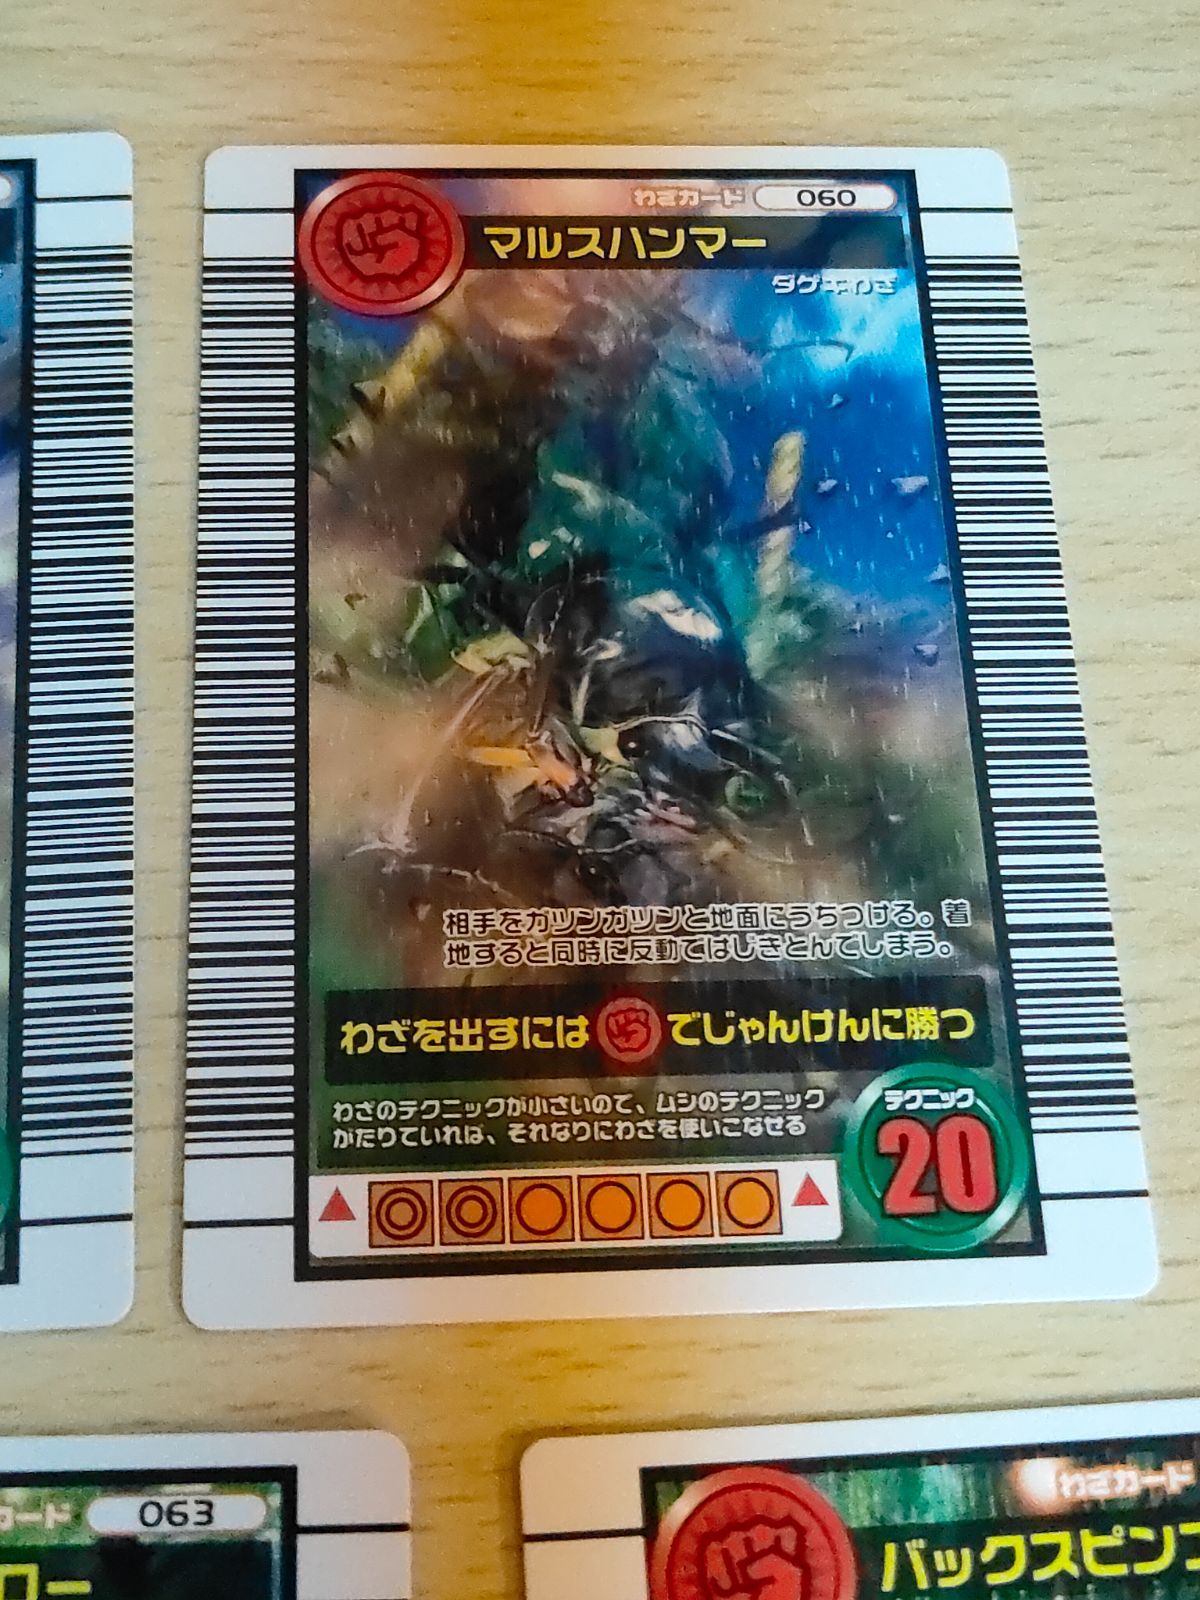 わざカード 060
マルスハンマー
ダゲキわざ
相手をガツンガツンと地面にうちつける。着
地すると同時に反動ではじきとんでしまう。
わざを出すには でじゃんけんに勝つ
わざのテクニックが小さいので、ムシのテクニック
がたりていれば、それなりにわざを使いこなせる
テクニック
20
カード 063
ロー
わざカード
バックスピン